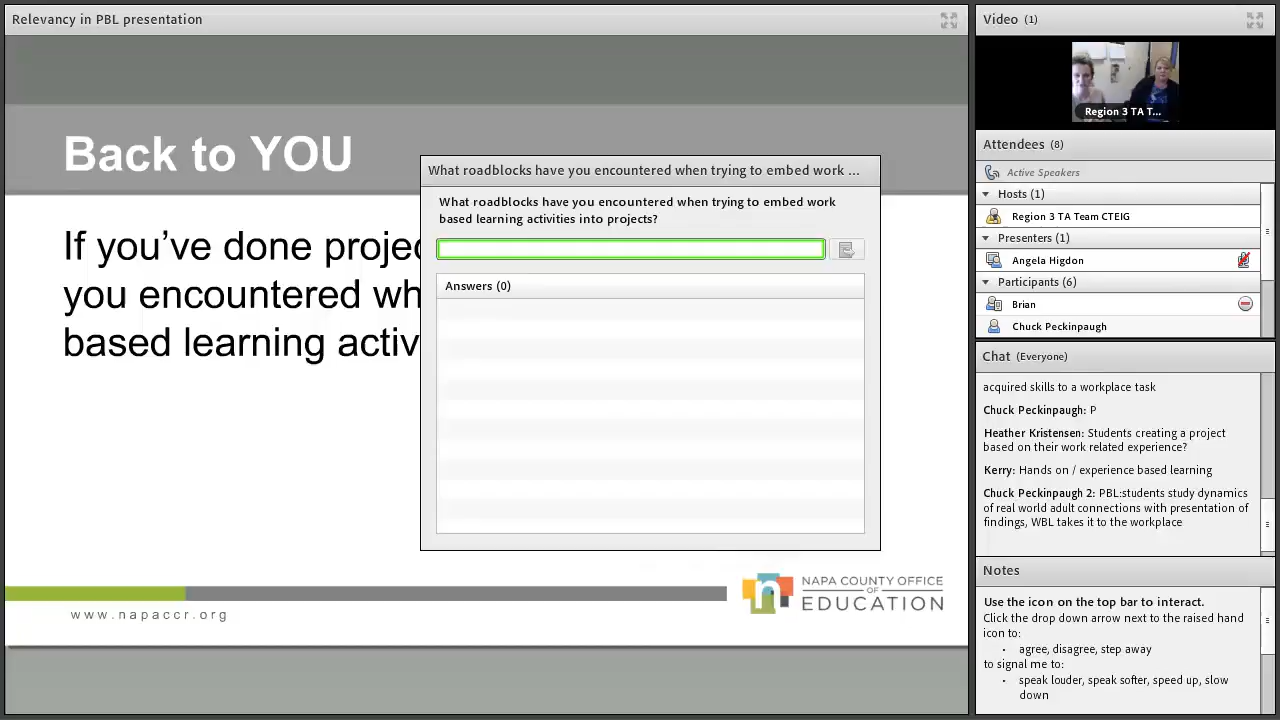 Relevancy in PBL presentation
Back to YOU
If you've done projec
you encountered wh
based learning activ
What roadblocks have you encountered when trying to embed work ...
What roadblocks have you encountered when trying to embed work
based learning activities into projects?
Answers (0)
www.napaccr.org
n
NAPA COUNTY OFFICE
OF
EDUCATION
Video (1)
Region 3 TA T...
Attendees (8)
Active Speakers
Hosts (1)
Region 3 TA Team CTEIG
Presenters (1)
Angela Higdon
Participants (6)
Brian
Chuck Peckinpaugh
Chat (Everyone)
acquired skills to a workplace task
Chuck Peckinpaugh: P
Heather Kristensen: Students creating a project
based on their work related experience?
Kerry: Hands on / experience based learning
Chuck Peckinpaugh 2: PBL:students study dynamics
of real world adult connections with presentation of
findings, WBL takes it to the workplace
Notes
Use the icon on the top bar to interact.
Click the drop down arrow next to the raised hand
icon to:
• agree, disagree, step away
to signal me to:
• speak louder, speak softer, speed up, slow
down